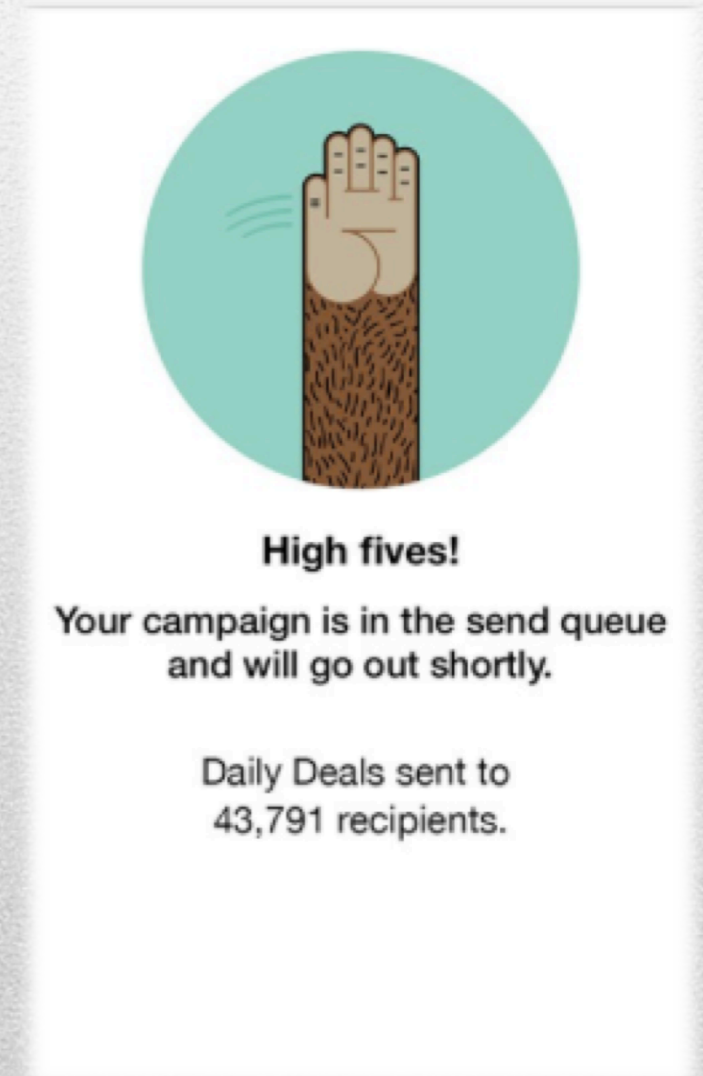 High fives!
Your campaign is in the send queue
and will go out shortly.
Daily Deals sent to
43,791 recipients.